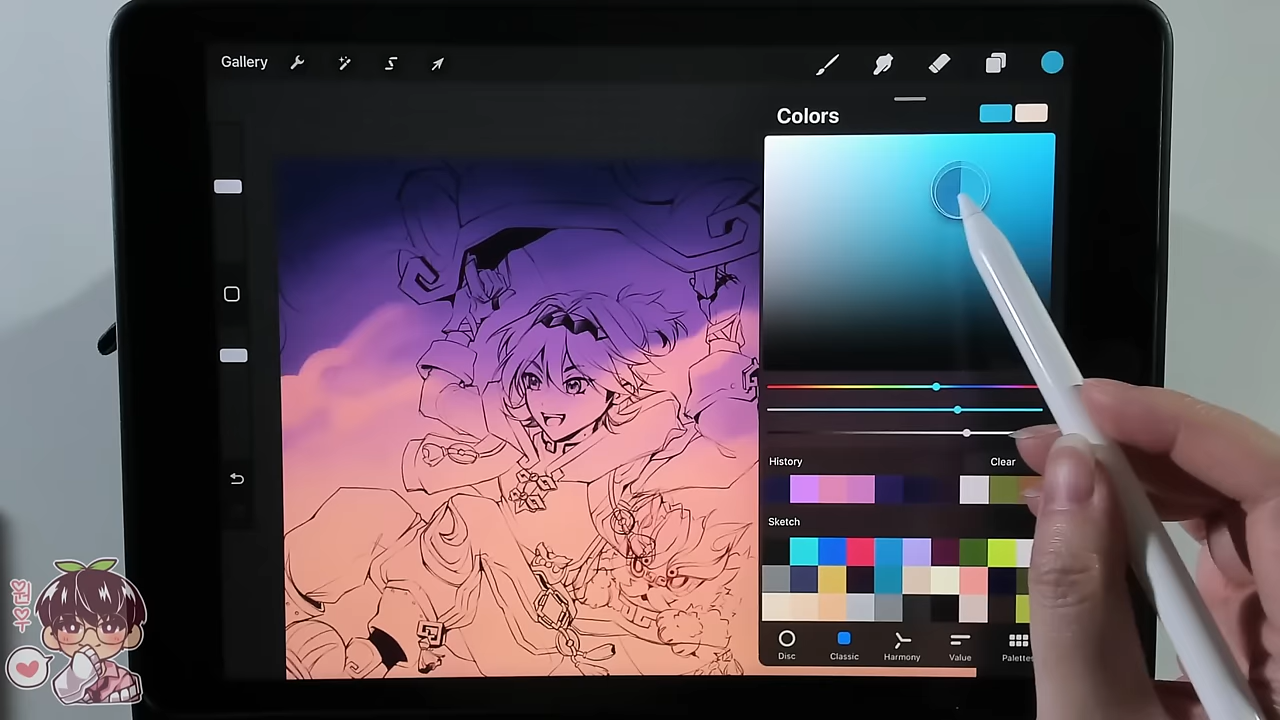 Gallery
Colors
History
Clear
Sketch
Disc
Classic
Harmony
Value
Palettes